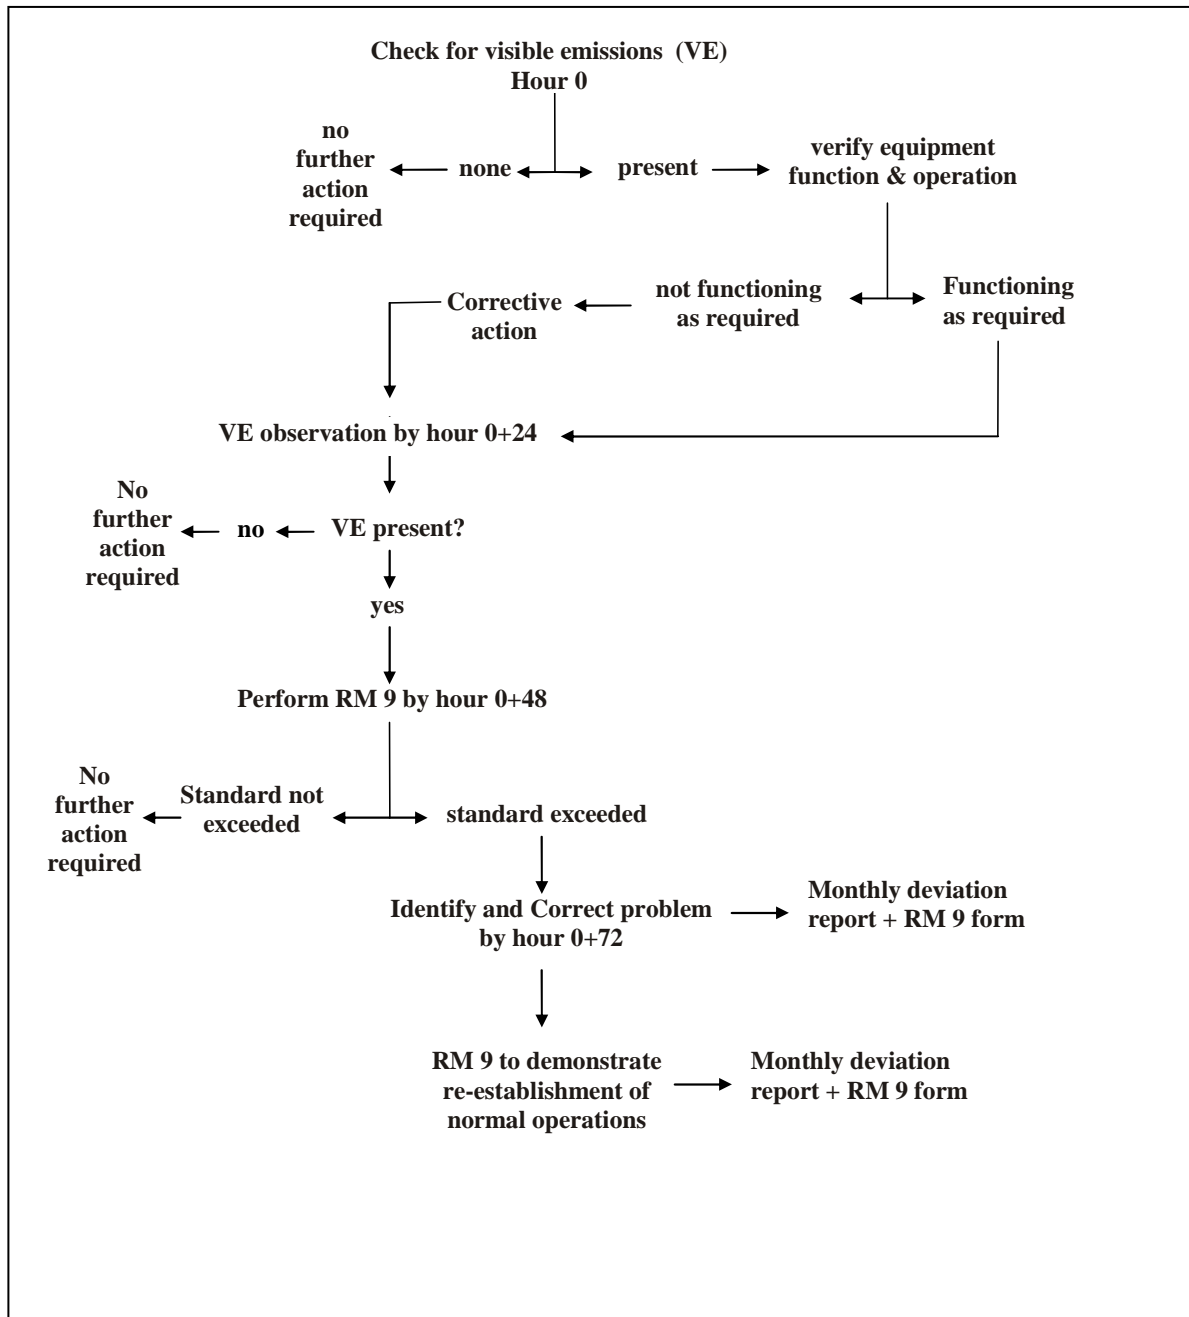 Check for visible emissions (VE)
Hour 0
no
further
action
required
none
present
verify equipment
function & operation
Corrective
action
not functioning
as required
Functioning
as required
VE observation by hour 0+24
No
further
action
required
no
VE present?
yes
Perform RM 9 by hour 0+48
No
further
action
required
Standard not
exceeded
standard exceeded
Identify and Correct problem
by hour 0+72
Monthly deviation
report + RM 9 form
RM 9 to demonstrate
re-establishment of
normal operations
Monthly deviation
report + RM 9 form